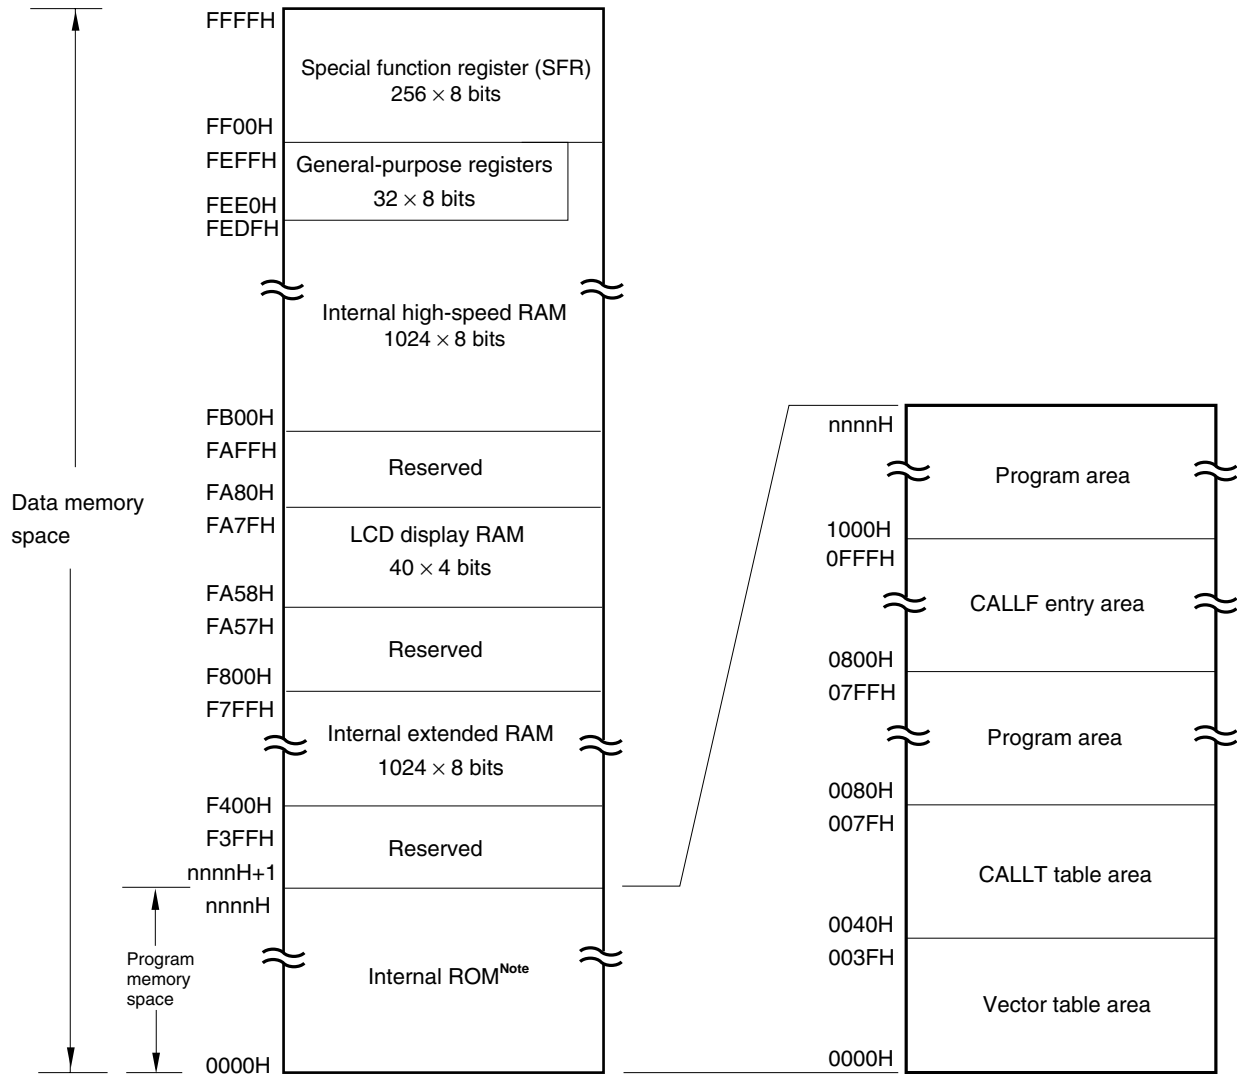 FFFFH
Special function register (SFR)
256 × 8 bits
FF00H
FEFFH
General-purpose registers
32 × 8 bits
FEE0H
FEDFH
Internal high-speed RAM
1024 × 8 bits
FB00H
FAFFH
Reserved
FA80H
FA7FH
LCD display RAM
40 × 4 bits
FA58H
FA57H
Reserved
F800H
F7FFH
Internal extended RAM
1024 × 8 bits
F400H
F3FFH
Reserved
nnnnH+1
nnnnH
Internal ROMNote
0000H
Data memory
space
Program
memory
space
nnnnH
Program area
1000H
0FFFH
CALLF entry area
0800H
07FFH
Program area
0080H
007FH
CALLT table area
0040H
003FH
Vector table area
0000H